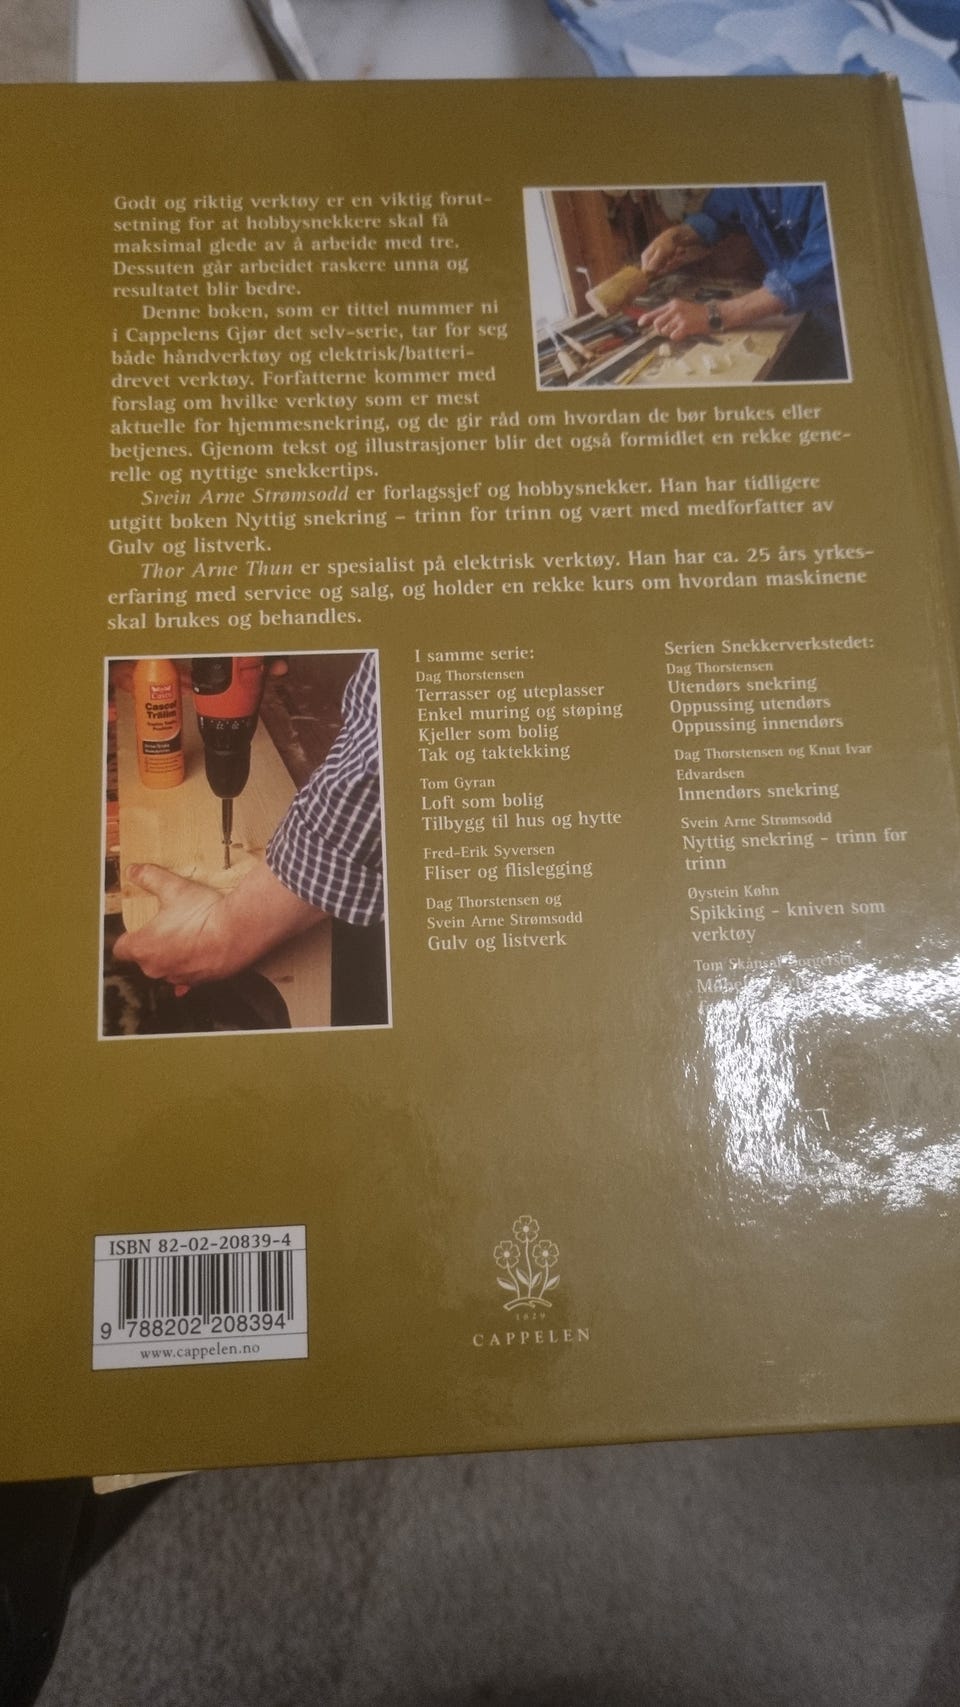 Godt og riktig verktøy er en viktig forut-
setning for at hobbysnekkere skal få
maksimal glede av å arbeide med tre.
Dessuten går arbeidet raskere unna og
resultatet blir bedre.
Denne boken, som er tittel nummer ni
i Cappelens Gjør det selv-serie, tar for seg
både håndverktøy og elektrisk/batteri-
drevet verktøy. Forfatterne kommer med
forslag om hvilke verktøy som er mest
aktuelle for hjemmesnekring, og de gir råd om hvordan de bør brukes eller
betjenes. Gjenom tekst og illustrasjoner blir det også formidlet en rekke gene-
relle og nyttige snekkertips.
Svein Arne Strømsodd er forlagssjef og hobbysnekker. Han har tidligere
utgitt boken Nyttig snekring – trinn for trinn og vært med medforfatter av
Gulv og listverk.
Thor Arne Thun er spesialist på elektrisk verktøy. Han har ca. 25 års yrkes-
erfaring med service og salg, og holder en rekke kurs om hvordan maskinene
skal brukes og behandles.
Casco
Cascol
Trälim
I samme serie:
Dag Thorstensen
Terrasser og uteplasser
Enkel muring og støping
Kjeller som bolig
Tak og taktekking
Tom Gyran
Loft som bolig
Tilbygg til hus og hytte
Fred-Erik Syversen
Fliser og flislegging
Dag Thorstensen og
Svein Arne Strømsodd
Gulv og listverk
Serien Snekkerverkstedet:
Dag Thorstensen
Utendørs snekring
Oppussing utendørs
Oppussing innendørs
Dag Thorstensen og Knut Ivar
Edvardsen
Innendørs snekring
Svein Arne Strømsodd
Nyttig snekring – trinn for
trinn
Øystein Køhn
Spikking – kniven som
verktøy
Tom
ISBN 82-02-20839-4
9 788202 208394
www.cappelen.no
1829
CAPPELEN